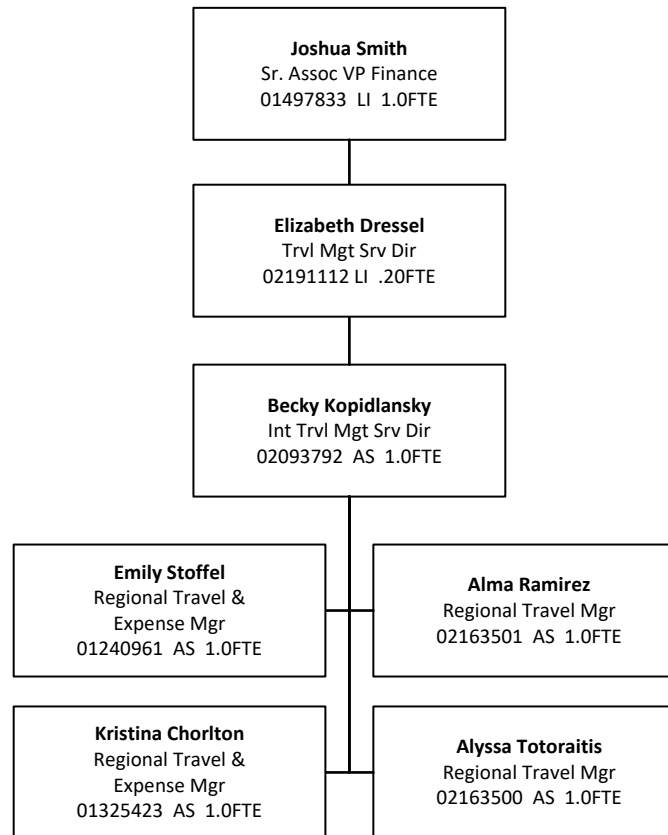 Joshua Smith
Sr. Assoc VP Finance
01497833 LI 1.0FTE
Elizabeth Dressel
Trvl Mgt Srv Dir
02191112 LI .20FTE
Becky Kopidlansky
Int Trvl Mgt Srv Dir
02093792 AS 1.0FTE
Emily Stoffel
Regional Travel &
Expense Mgr
01240961 AS 1.0FTE
Alma Ramirez
Regional Travel Mgr
02163501 AS 1.0FTE
Kristina Chorlton
Regional Travel &
Expense Mgr
01325423 AS 1.0FTE
Alyssa Totoraitis
Regional Travel Mgr
02163500 AS 1.0FTE